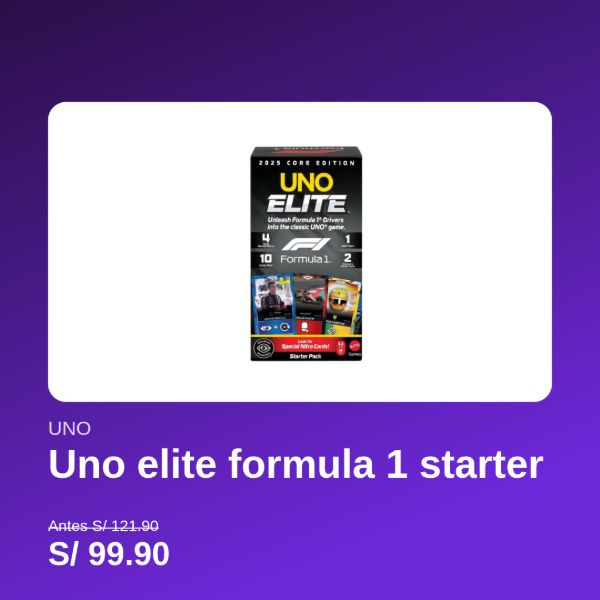 2025 CORE EDITION
UNO
ELITE
Unleash Formula 1® Drivers
into the classic UNO® game.
4
1
Formula 1
10
2
Look for
Special Nitro Cards!
Starter Pack
UNO
Uno elite formula 1 starter
Antes S/ 121.90
S/ 99.90